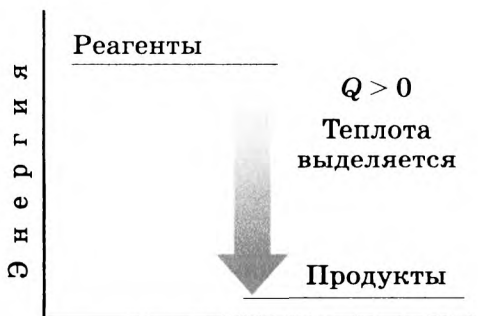 Энергия
Реагенты
Q > 0
Теплота
выделяется
Продукты